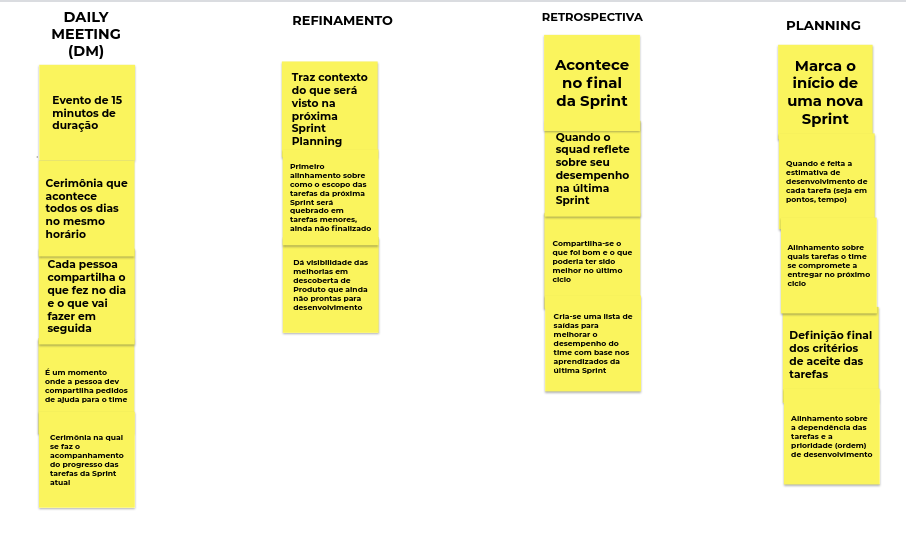 DAILY
MEETING
(DM)
Evento de 15
minutos de
duração
Cerimônia que
acontece
todos os dias
no mesmo
horário
Cada pessoa
compartilha o
que fez no dia
e o que vai
fazer em
seguida
É um momento
onde a pessoa dev
compartilha pedidos
de ajuda para o time
Cerimônia na qual
se faz o
acompanhamento
do progresso das
tarefas da Sprint
atual
REFINAMENTO
Traz contexto
do que será
visto na
próxima
Sprint
Planning
Primeiro
alinhamento sobre
como o escopo das
tarefas da próxima
Sprint será
quebrado em
tarefas menores,
ainda não finalizado
Dá visibilidade das
melhorias em
descoberta de
Produto que ainda
não prontas para
desenvolvimento
RETROSPECTIVA
Acontece
no final
da Sprint
Quando o
squad reflete
sobre seu
desempenho
na última
Sprint
Compartilha-se o
que foi bom e o que
poderia ter sido
melhor no último
ciclo
Cria-se uma lista de
saídas para
melhorar o
desempenho do
time com base nos
aprendizados da
última Sprint
PLANNING
Marca o
início de
uma nova
Sprint
Quando é feita a
estimativa de
desenvolvimento de
cada tarefa (seja em
pontos, tempo)
Alinhamento sobre
quais tarefas o time
se compromete a
entregar no próximo
ciclo
Definição final
dos critérios
de aceite das
tarefas
Alinhamento sobre
a dependência das
tarefas e a
prioridade (ordem)
de desenvolvimento